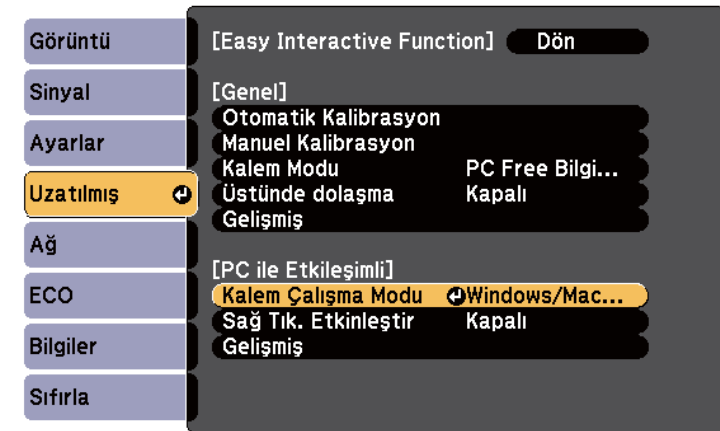 Görüntü
Sinyal
Ayarlar
Uzatılmış
Ağ
ECO
Bilgiler
Sıfırla
[Easy Interactive Function] Dön
[Genel]
Otomatik Kalibrasyon
Manuel Kalibrasyon
Kalem Modu PC Free Bilgi...
Üstünde dolaşma Kapalı
Gelişmiş
[PC ile Etkileşimli]
Kalem Çalışma Modu Windows/Mac...
Sağ Tık. Etkinleştir Kapalı
Gelişmiş